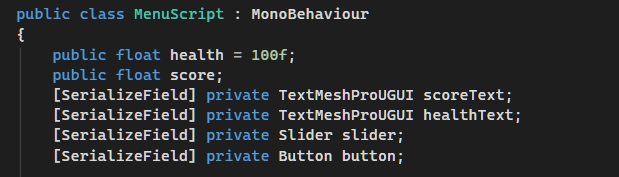 public class MenuScript : MonoBehaviour
{
public float health = 100f;
public float score;
[SerializeField] private TextMeshProUGUI scoreText;
[SerializeField] private TextMeshProUGUI healthText;
[SerializeField] private Slider slider;
[SerializeField] private Button button;